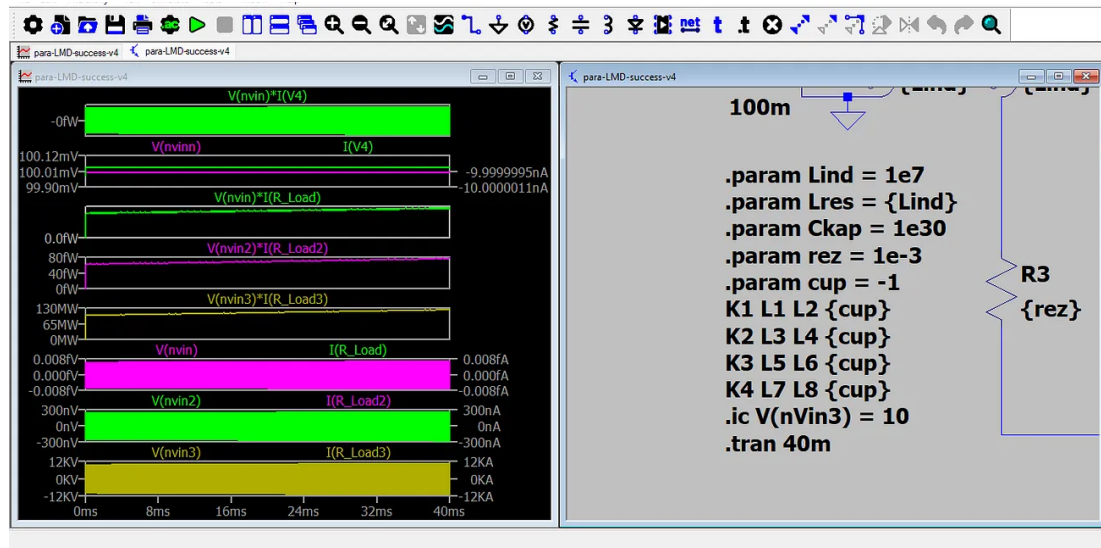 .ac
net
t
.t
para-LMD-success-v4
para-LMD-success-v4
para-LMD-success-v4
V(nvin)*I(V4)
-0fW
V(nvinn) I(V4)
100.12mV
100.01mV
99.90mV
-9.9999995nA
-10.0000011nA
V(nvin)*I(R_Load)
0.0fW
V(nvin2)*I(R_Load2)
80fW
40fW
0fW
V(nvin3)*I(R_Load3)
130MW
65MW
0MW
V(nvin) I(R_Load)
0.008fV 0.008fA
0.000fV 0.000fA
-0.008fV -0.008fA
V(nvin2) I(R_Load2)
300nV 300nA
0nV 0nA
-300nV -300nA
V(nvin3) I(R_Load3)
12KV 12KA
0KV 0KA
-12KV -12KA
0ms 8ms 16ms 24ms 32ms 40ms
para-LMD-success-v4
100m
.param Lind = 1e7
.param Lres = {Lind}
.param Ckap = 1e30
.param rez = 1e-3
.param cup = -1
K1 L1 L2 {cup}
K2 L3 L4 {cup}
K3 L5 L6 {cup}
K4 L7 L8 {cup}
.ic V(nVin3) = 10
.tran 40m
R3
{rez}